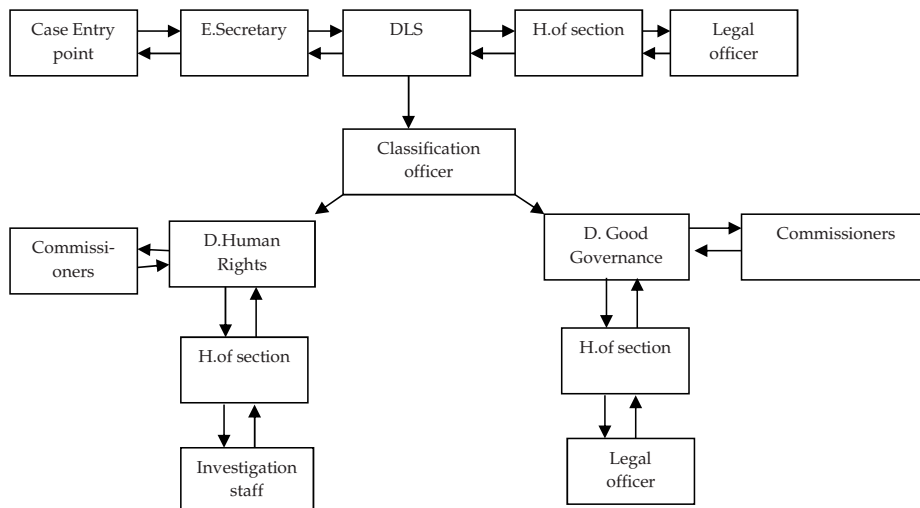 Case Entry
point
E.Secretary
DLS
H.of section
Legal
officer
Classification
officer
Commissi-
oners
D.Human
Rights
D. Good
Governance
Commissioners
H.of section
H.of section
Investigation
staff
Legal
officer